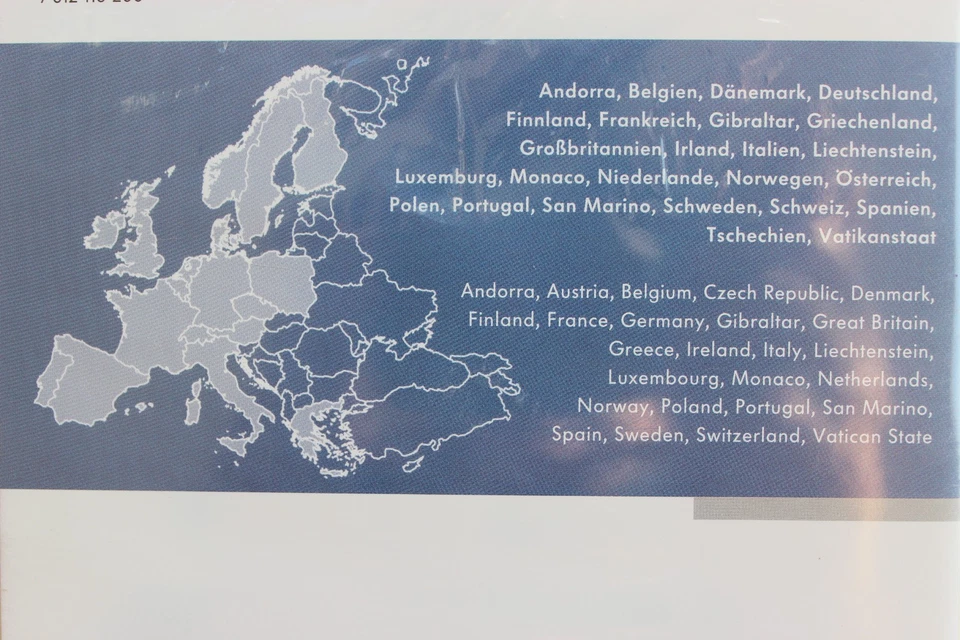 Andorra, Belgien, Dänemark, Deutschland,
Finnland, Frankreich, Gibraltar, Griechenland,
Großbritannien, Irland, Italien, Liechtenstein,
Luxemburg, Monaco, Niederlande, Norwegen, Österreich,
Polen, Portugal, San Marino, Schweden, Schweiz, Spanien,
Tschechien, Vatikanstaat
Andorra, Austria, Belgium, Czech Republic, Denmark,
Finland, France, Germany, Gibraltar, Great Britain,
Greece, Ireland, Italy, Liechtenstein,
Luxembourg, Monaco, Netherlands,
Norway, Poland, Portugal, San Marino,
Spain, Sweden, Switzerland, Vatican State